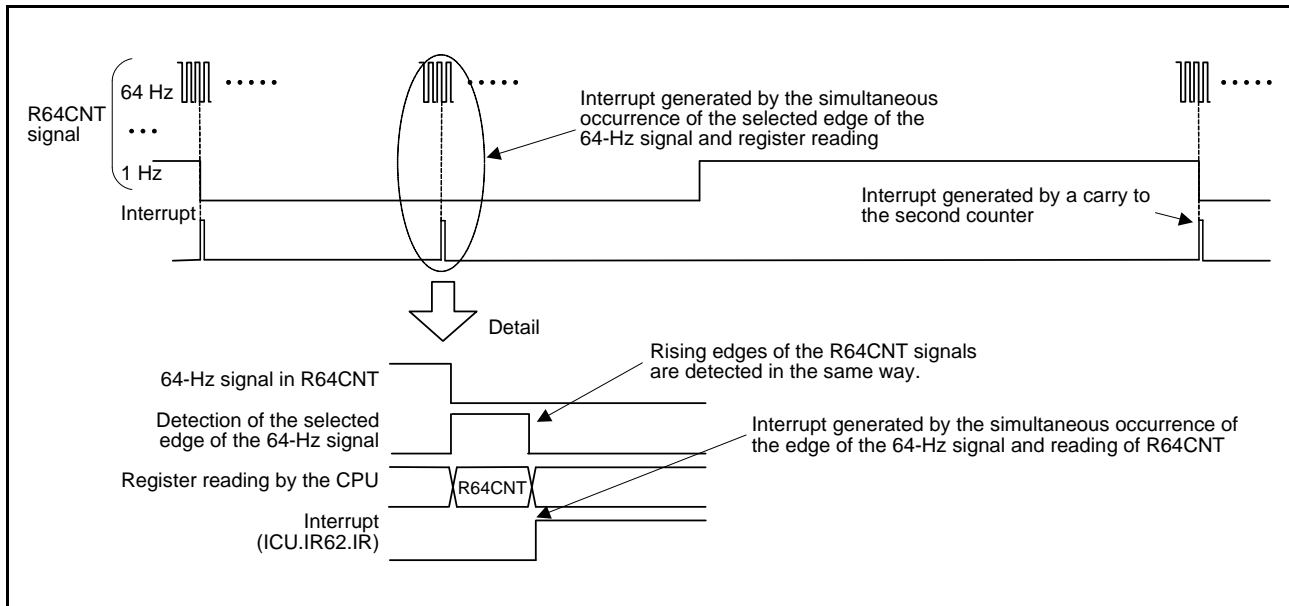 64 Hz
R64CNT
signal
1 Hz
Interrupt
Interrupt generated by the simultaneous
occurrence of the selected edge of the
64-Hz signal and register reading
Interrupt generated by a carry to
the second counter
Detail
64-Hz signal in R64CNT
Rising edges of the R64CNT signals
are detected in the same way.
Detection of the selected
edge of the 64-Hz signal
Interrupt generated by the simultaneous occurrence of
the edge of the 64-Hz signal and reading of R64CNT
Register reading by the CPU
R64CNT
Interrupt
(ICU.IR62.IR)